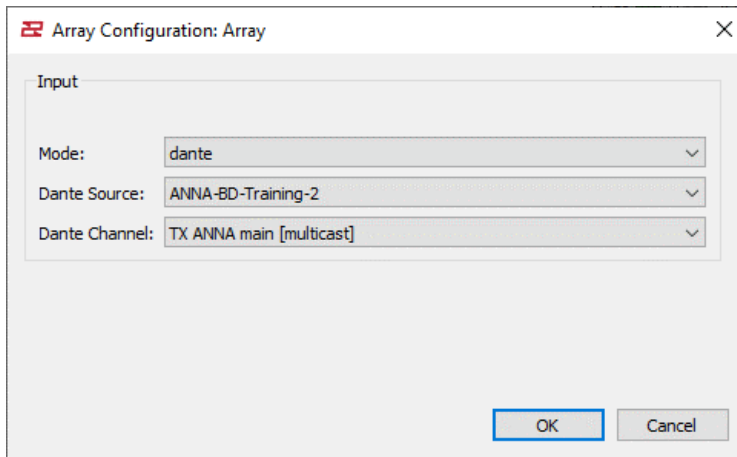 Array Configuration: Array
Input
Mode: dante
Dante Source: ANNA-BD-Training-2
Dante Channel: TX ANNA main [multicast]
OK Cancel